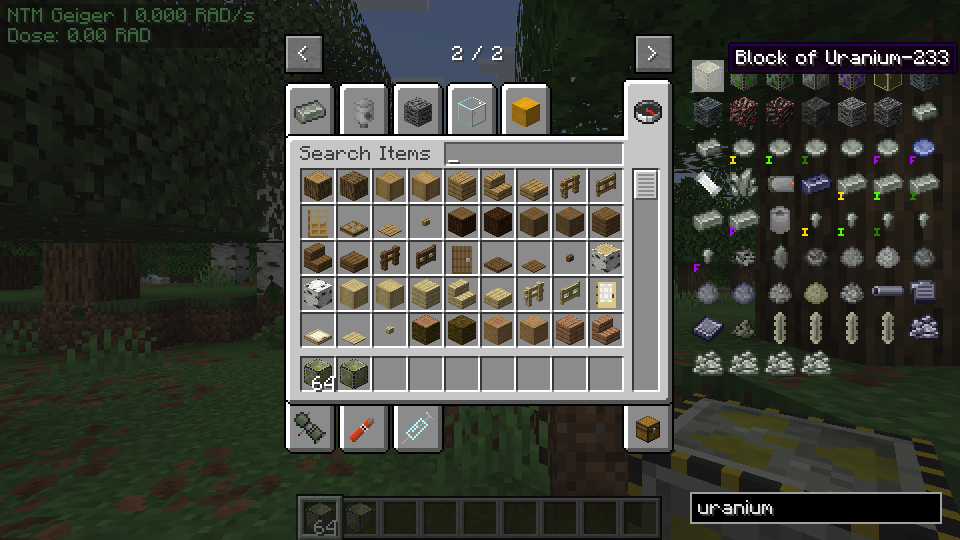 NTM Geiger | 0.000 RAD/s
Dose: 0.00 RAD
<
2 / 2
>
Block of Uranium-233
Search Items
_
I
I
I
F
F
I
I
I
F
I
I
I
F
64
64
uranium